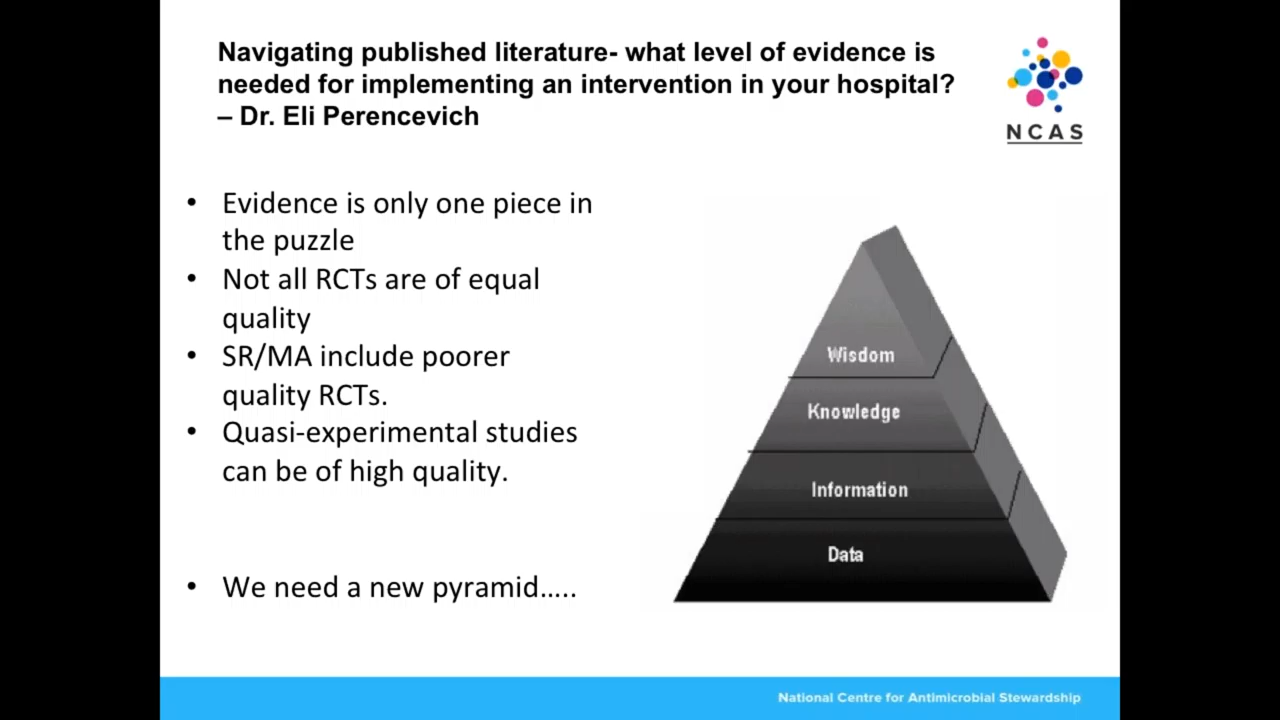 Navigating published literature- what level of evidence is
needed for implementing an intervention in your hospital?
– Dr. Eli Perencevich
NCAS
• Evidence is only one piece in
the puzzle
• Not all RCTs are of equal
quality
• SR/MA include poorer
quality RCTs.
• Quasi-experimental studies
can be of high quality.
• We need a new pyramid…..
Wisdom
Knowledge
Information
Data
National Centre for Antimicrobial Stewardship